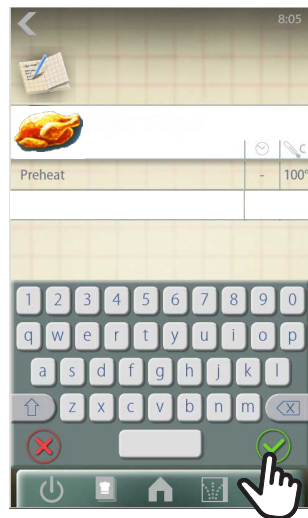 8:05
C
Preheat - 100°
1 2 3 4 5 6 7 8 9 0
q w e r t y u i o p
a s d f g h j k l
z x c v b n m